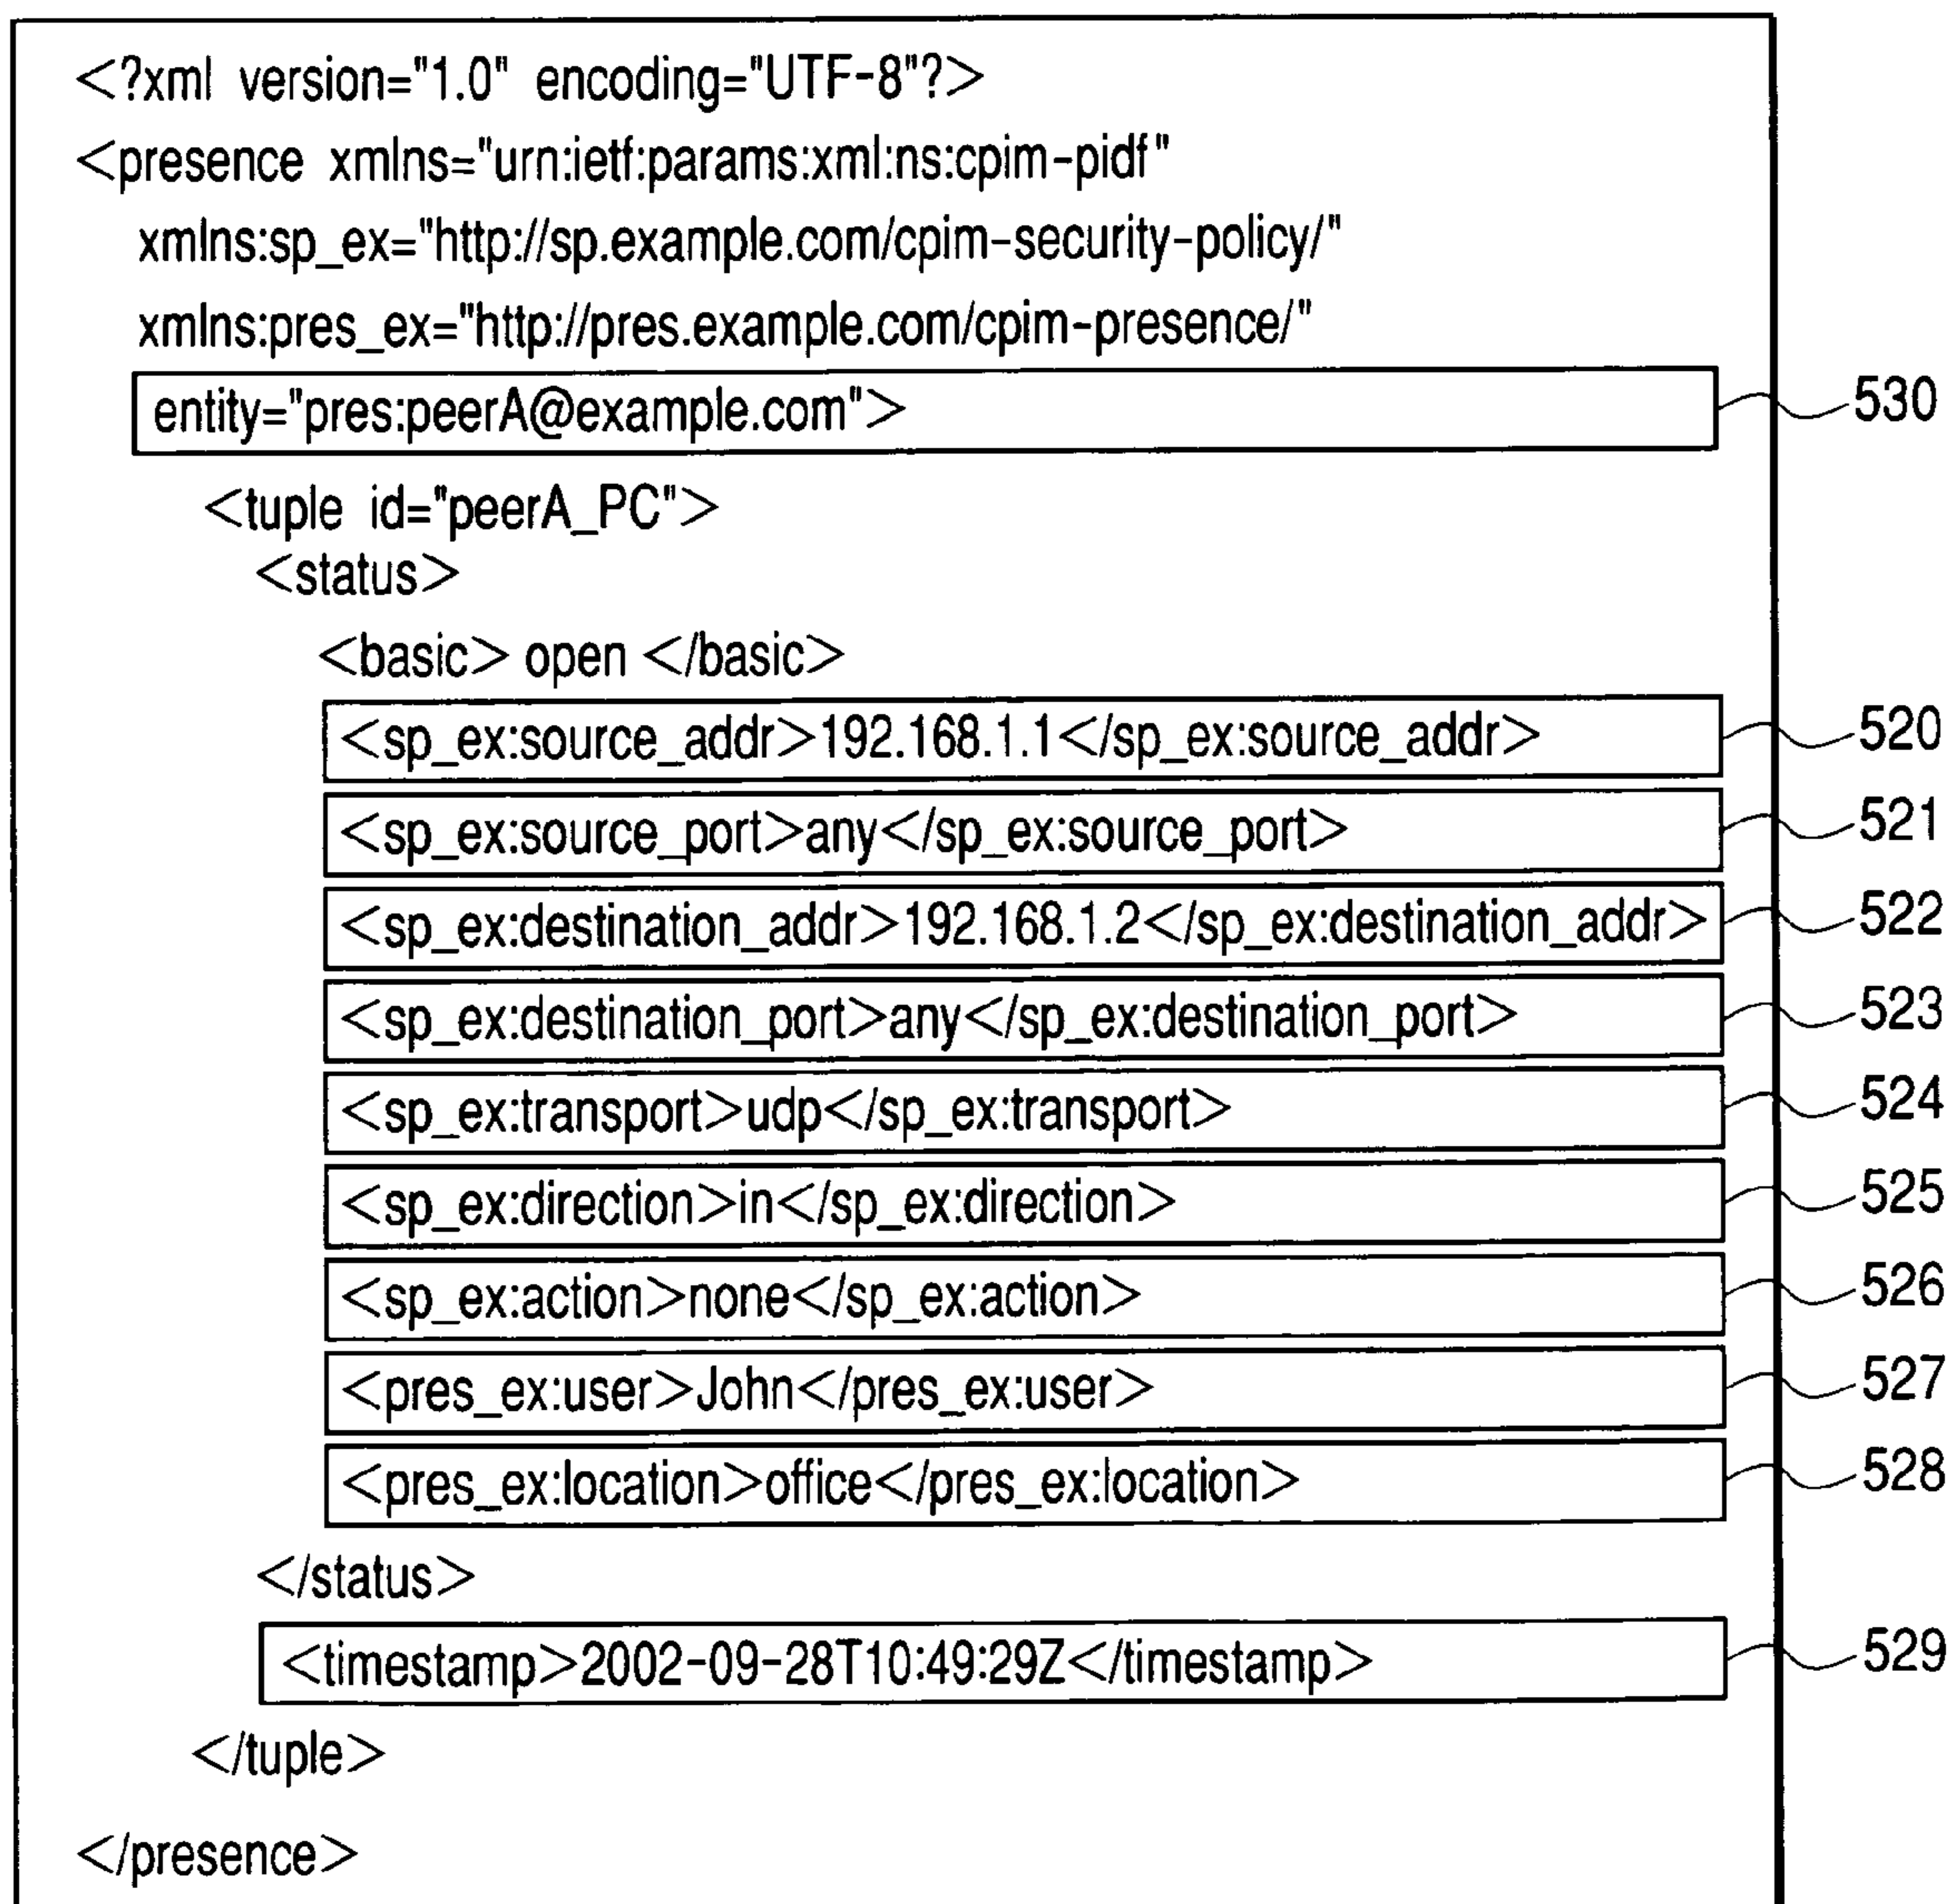 <?xml version="1.0" encoding="UTF-8"?>
<presence xmlns="urn:ietf:params:xml:ns:cpim-pidf"
xmlns:sp_ex="http://sp.example.com/cpim-security-policy/"
xmlns:pres_ex="http://pres.example.com/cpim-presence/"
entity="pres:peerA@example.com"> 530
<tuple id="peerA_PC">
<status>
<basic> open </basic>
<sp_ex:source_addr>192.168.1.1</sp_ex:source_addr> 520
<sp_ex:source_port>any</sp_ex:source_port> 521
<sp_ex:destination_addr>192.168.1.2</sp_ex:destination_addr> 522
<sp_ex:destination_port>any</sp_ex:destination_port> 523
<sp_ex:transport>udp</sp_ex:transport> 524
<sp_ex:direction>in</sp_ex:direction> 525
<sp_ex:action>none</sp_ex:action> 526
<pres_ex:user>John</pres_ex:user> 527
<pres_ex:location>office</pres_ex:location> 528
</status>
<timestamp>2002-09-28T10:49:29Z</timestamp> 529
</tuple>
</presence>